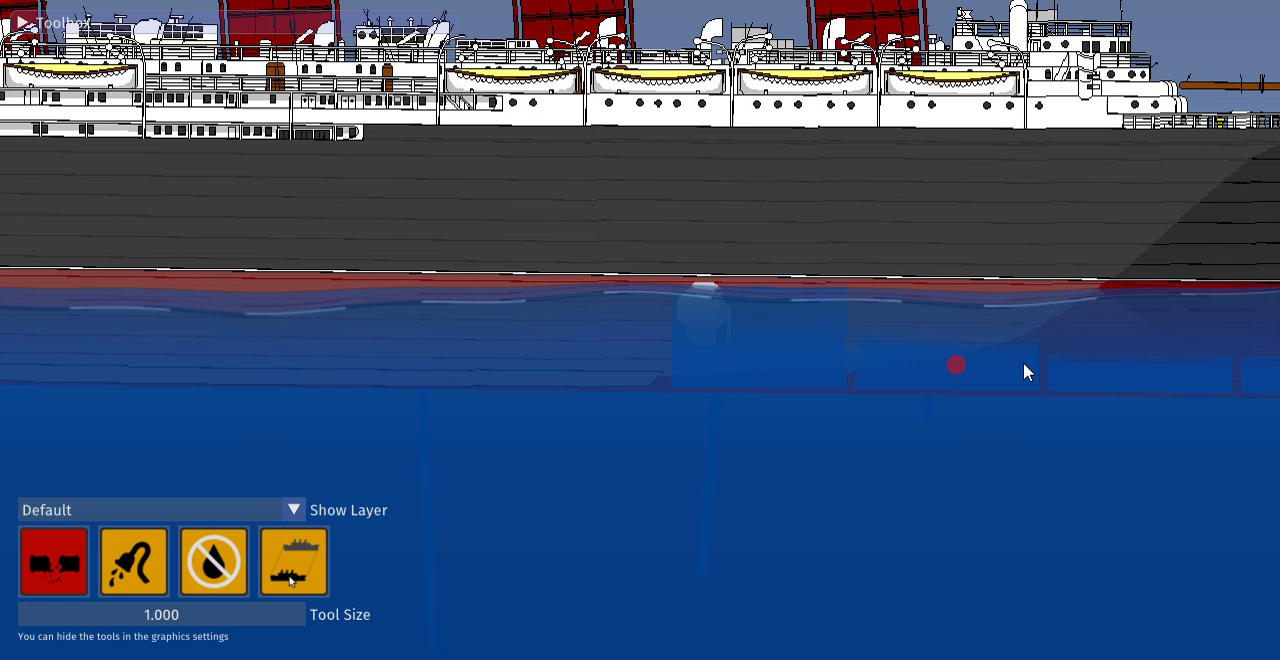 Toolbox
Default
Show Layer
1.000
Tool Size
You can hide the tools in the graphics settings